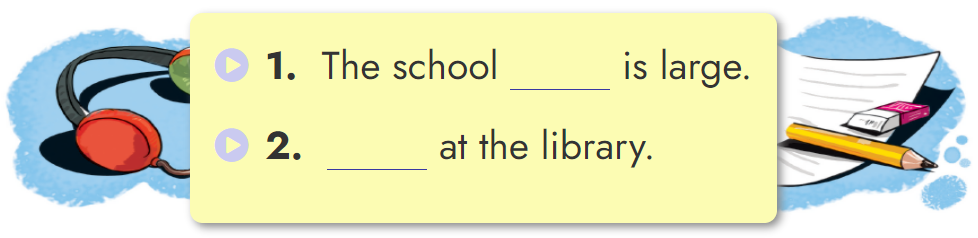 1. The school _____ is large.
2. _____ at the library.